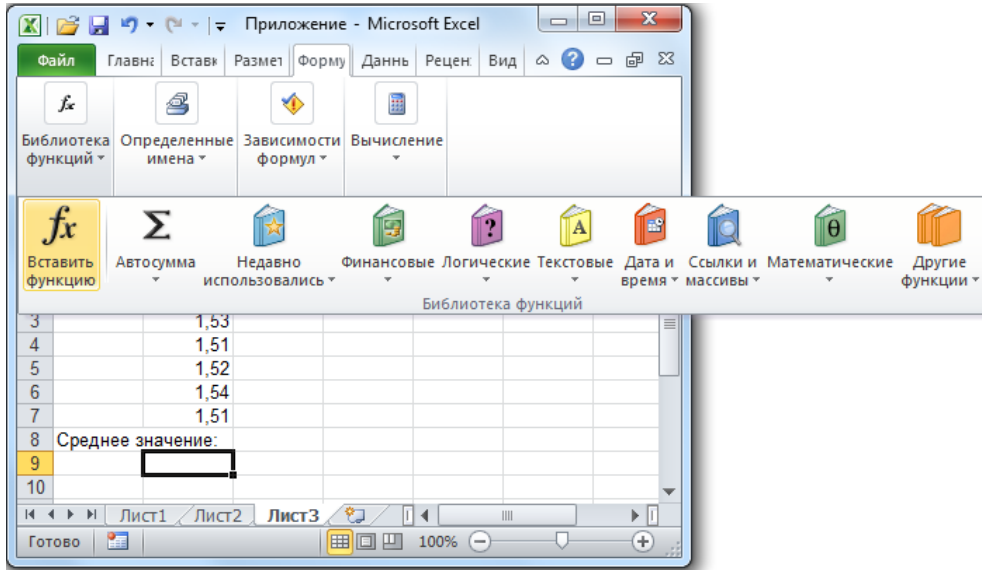 Приложение - Microsoft Excel
Файл Главна Вставк Размет Форму Даннь Рецен: Вид
Библиотека функций
Определенные имена
Зависимости формул
Вычисление
Вставить функцию
Автосумма
Недавно использовались
Финансовые
Логические
Текстовые
Дата и время
Ссылки и массивы
Математические
Другие функции
Библиотека функций
3 1,53
4 1,51
5 1,52
6 1,54
7 1,51
8 Среднее значение:
9
10
Лист1 Лист2 Лист3
Готово 100%